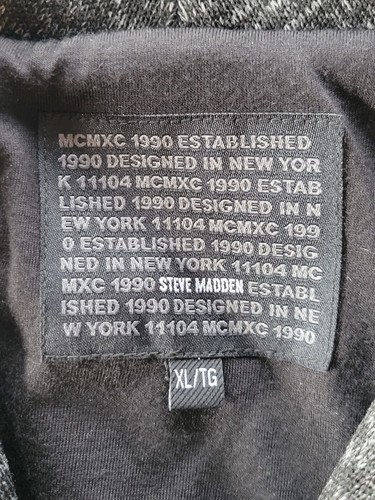 MCMXC 1990 ESTABLISHED
1990 DESIGNED IN NEW YOR
K 11104 MCMXC 1990 ESTAB
LISHED 1990 DESIGNED IN N
EW YORK 11104 MCMXC 199
0 ESTABLISHED 1990 DESIG
NED IN NEW YORK 11104 MC
MXC 1990 STEVE MADDEN ESTABL
ISHED 1990 DESIGNED IN NE
W YORK 11104 MCMXC 1990
XL/TG